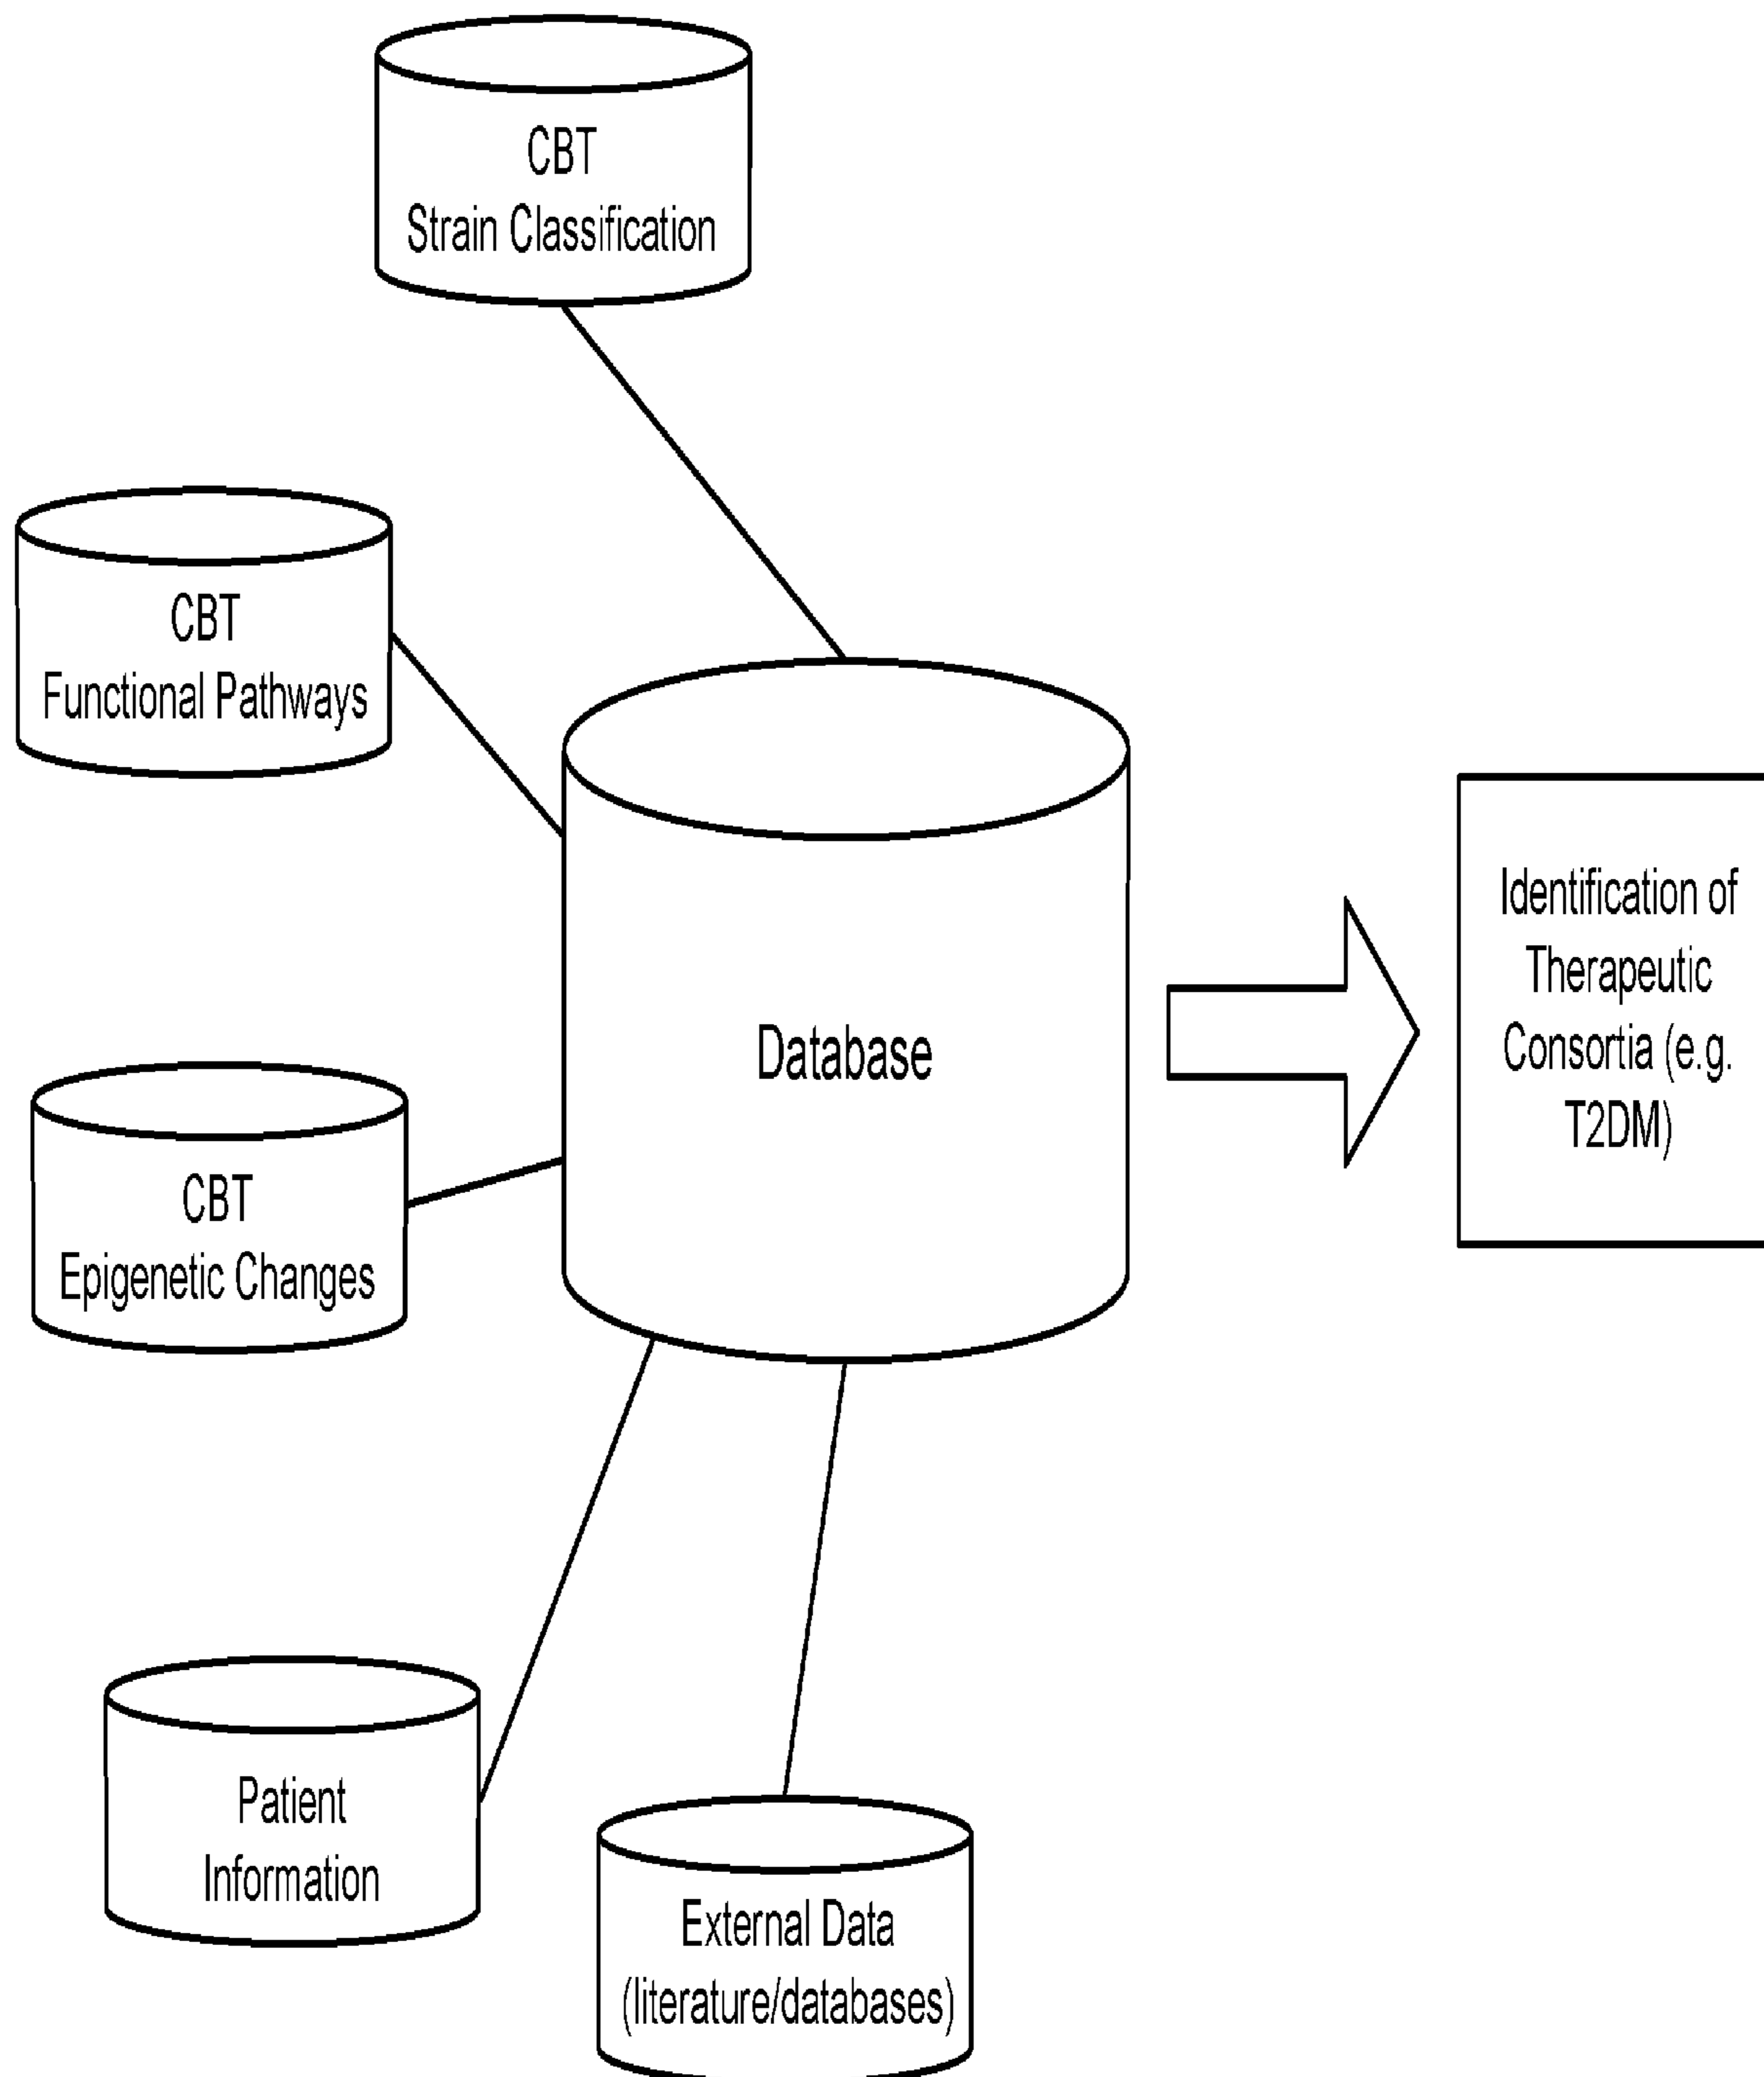 CBT
Strain Classification
CBT
Functional Pathways
Database
Identification of
Therapeutic
Consortia (e.g.
T2DM)
CBT
Epigenetic Changes
Patient
Information
External Data
(literature/databases)